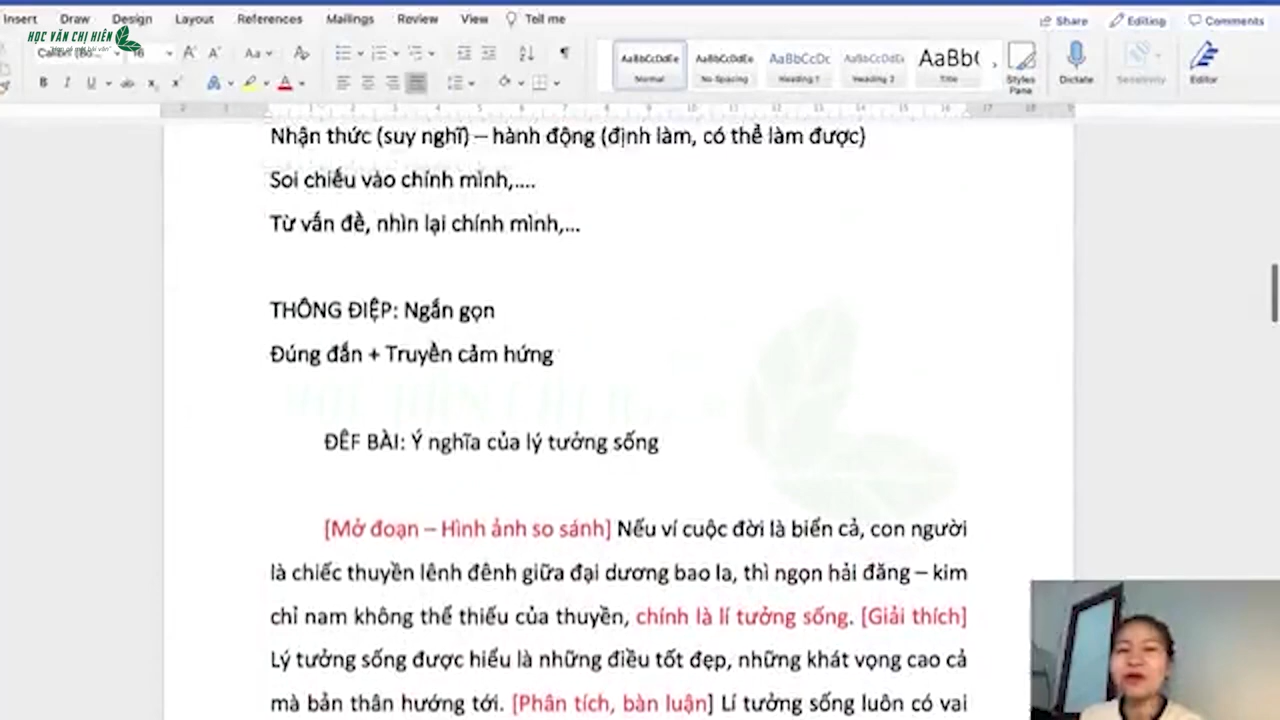 Insert Draw Design Layout References Mailings Review View Tell me Share Editing Comments
HỌC VĂN CHỊ HIÊN
AaBbCcDdEe AaBbCcDdEe AaBbCcDc AaBbCcDdEe AaBb(
Normal No Spacing Heading 1 Heading 2 Title Styles Pane Dictate Sensitivity Editor
Nhận thức (suy nghĩ) – hành động (định làm, có thể làm được)
Soi chiếu vào chính mình,....
Từ vấn đề, nhìn lại chính mình,...
THÔNG ĐIỆP: Ngắn gọn
Đúng đắn + Truyền cảm hứng
ĐÊF BÀI: Ý nghĩa của lý tưởng sống
[Mở đoạn – Hình ảnh so sánh] Nếu ví cuộc đời là biển cả, con người
là chiếc thuyền lênh đênh giữa đại dương bao la, thì ngọn hải đăng – kim
chỉ nam không thể thiếu của thuyền, chính là lí tưởng sống. [Giải thích]
Lý tưởng sống được hiểu là những điều tốt đẹp, những khát vọng cao cả
mà bản thân hướng tới. [Phân tích, bàn luận] Lí tưởng sống luôn có vai